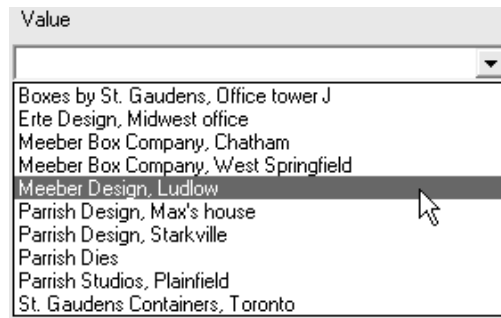 Value
Boxes by St. Gaudens, Office tower J
Erte Design, Midwest office
Meeber Box Company, Chatham
Meeber Box Company, West Springfield
Meeber Design, Ludlow
Parrish Design, Max's house
Parrish Design, Starkville
Parrish Dies
Parrish Studios, Plainfield
St. Gaudens Containers, Toronto